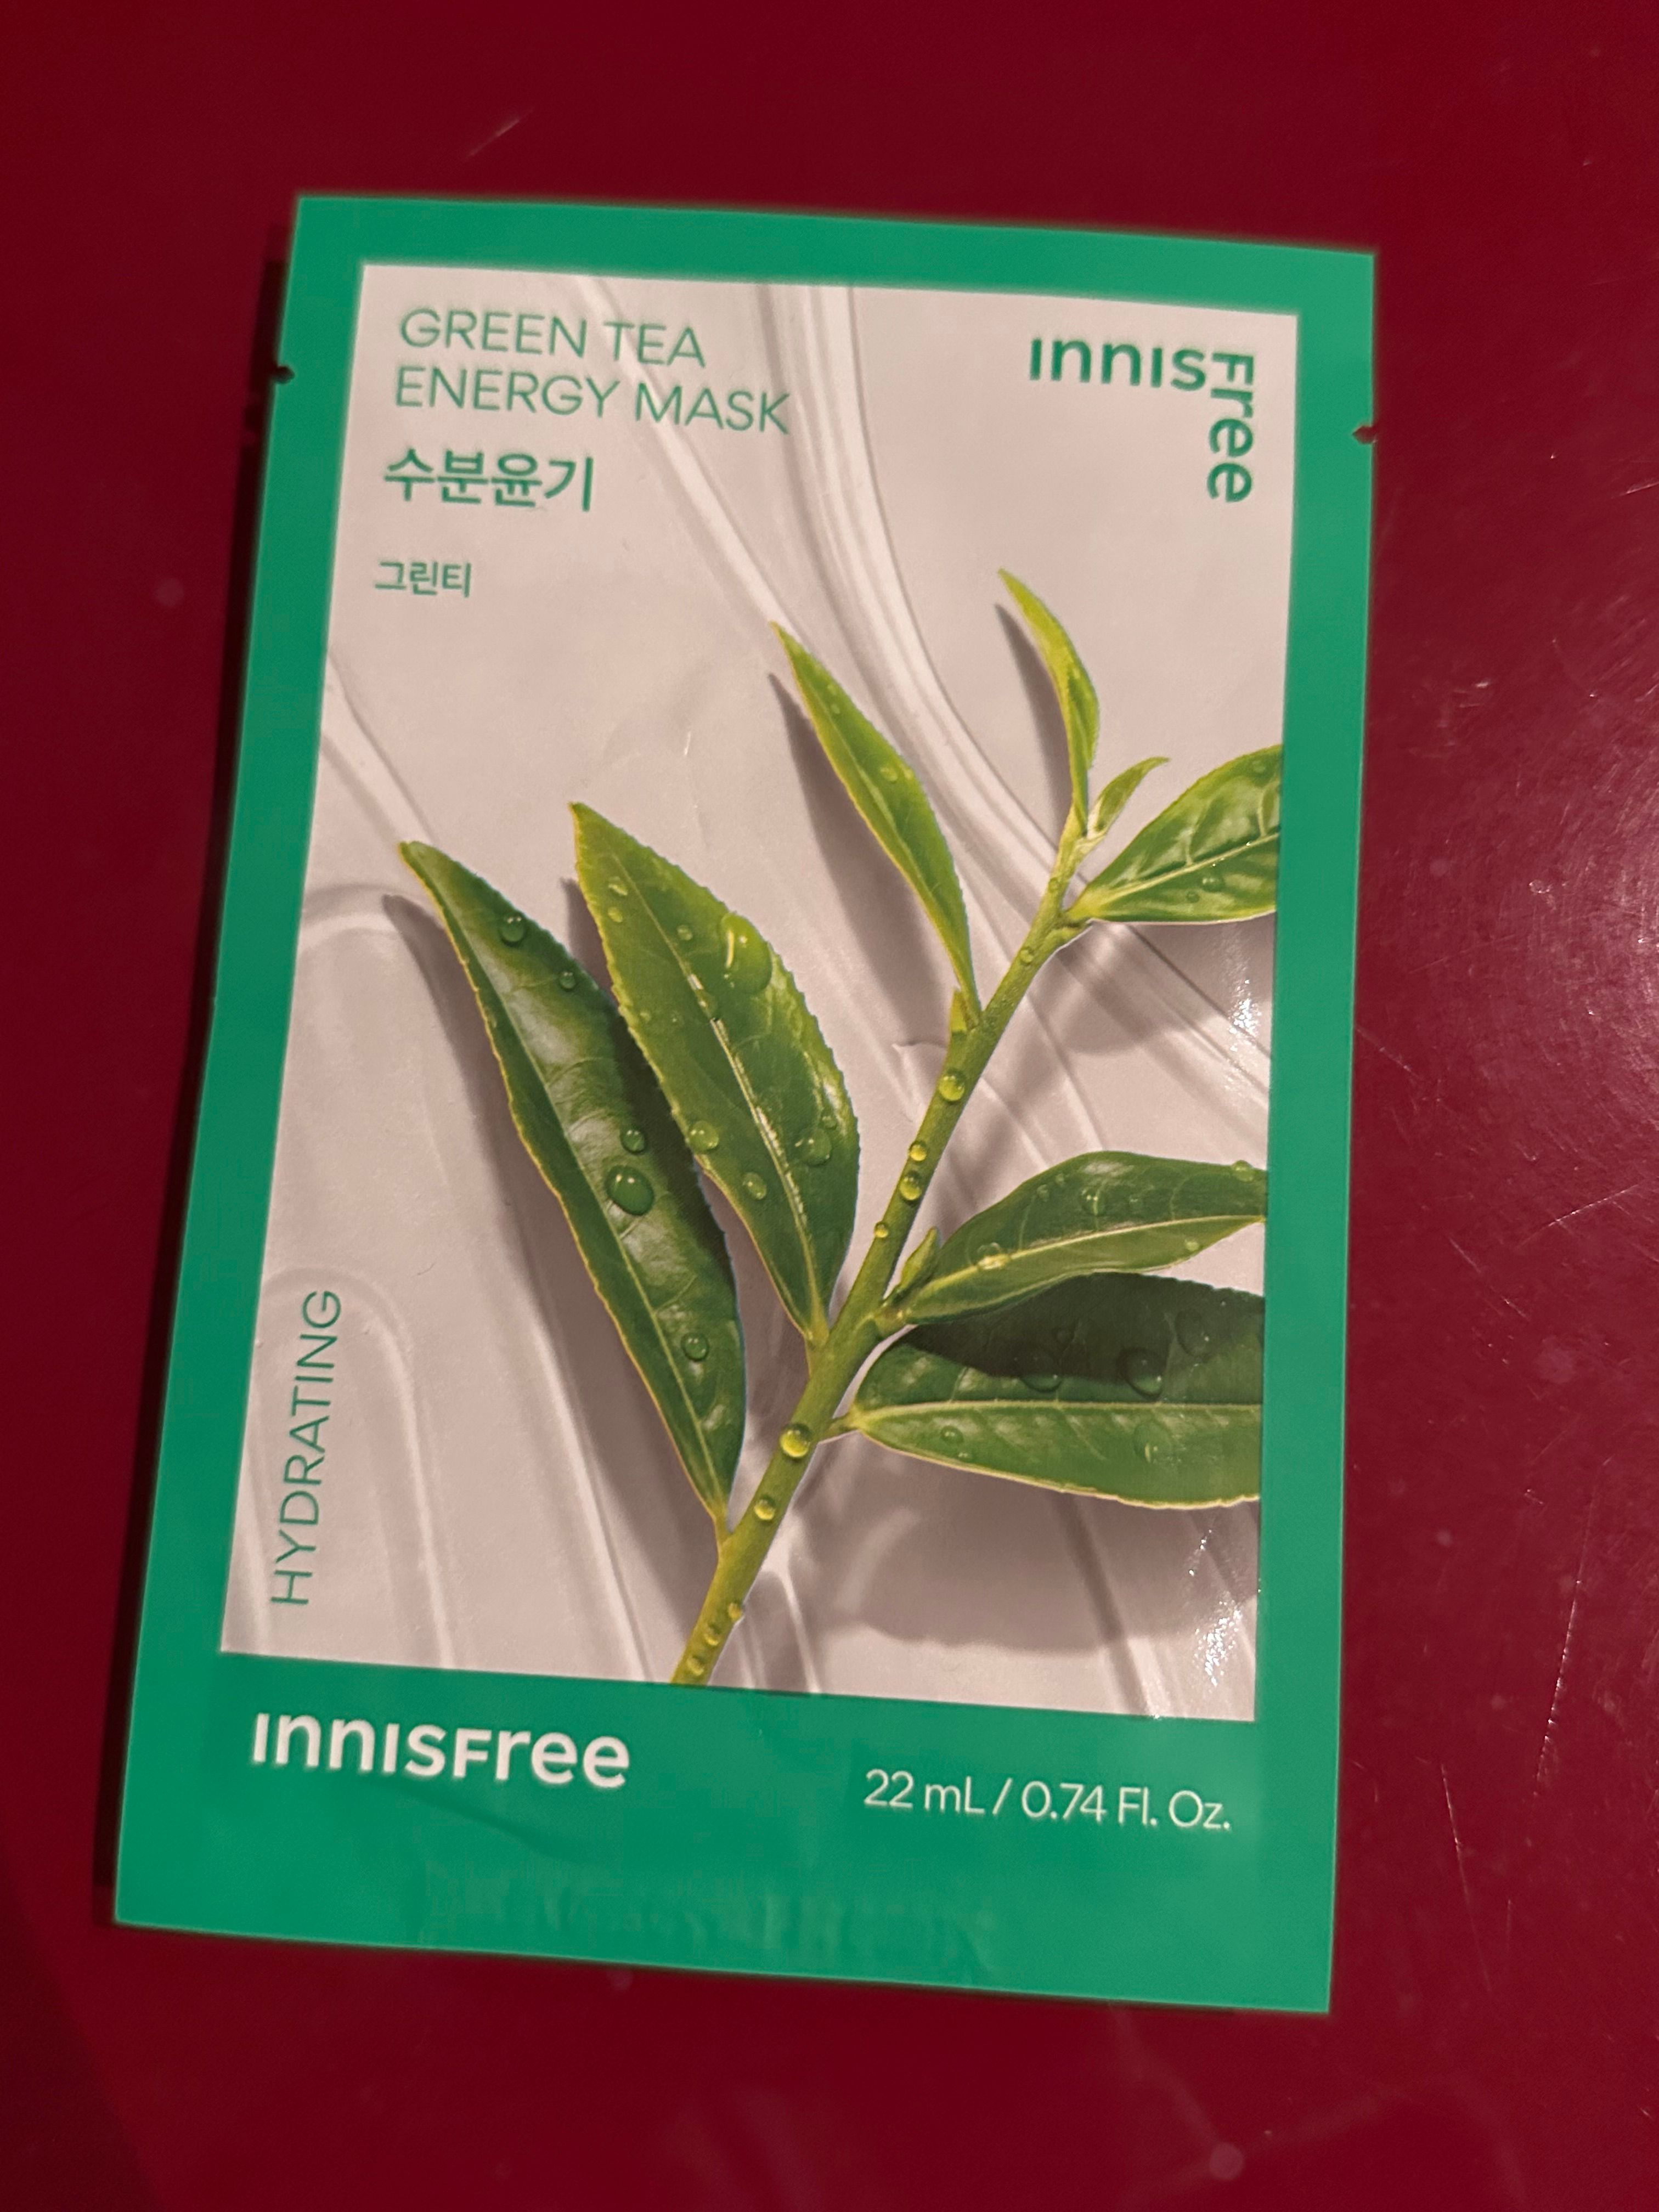 GREEN TEA
ENERGY MASK
수분윤기
그린티
innisfree
HYDRATING
innisfree
22 mL / 0.74 Fl. Oz.